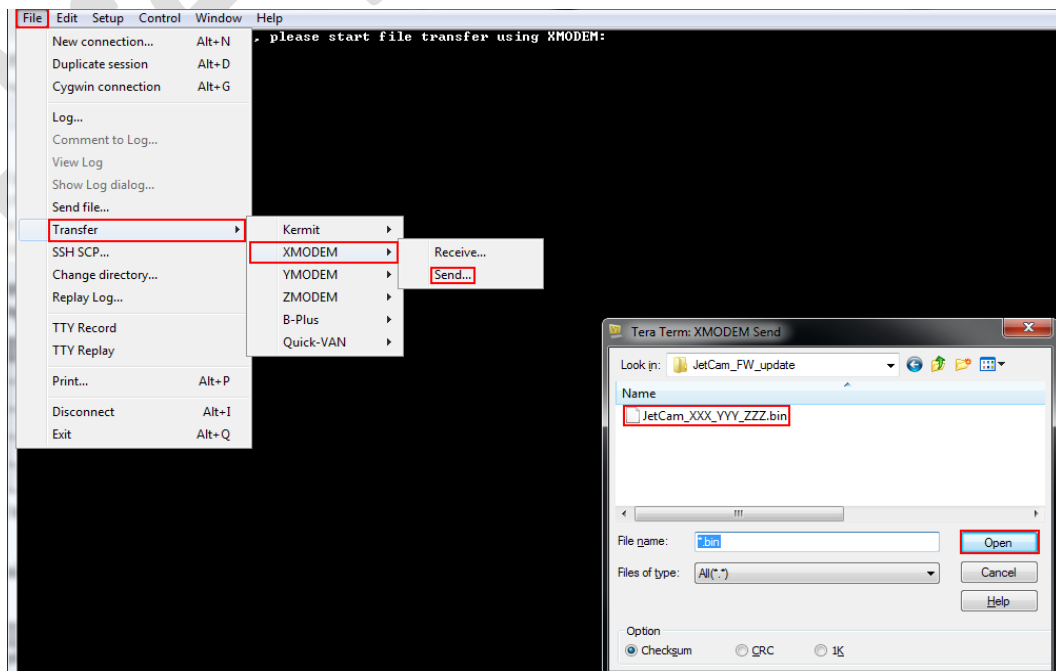 File Edit Setup Control Window Help
, please start file transfer using XMODEM:
New connection... Alt+N
Duplicate session Alt+D
Cygwin connection Alt+G
Log...
Comment to Log...
View Log
Show Log dialog...
Send file...
Transfer
SSH SCP...
Change directory...
Replay Log...
TTY Record
TTY Replay
Print... Alt+P
Disconnect Alt+I
Exit Alt+Q
Kermit
XMODEM
YMODEM
ZMODEM
B-Plus
Quick-VAN
Receive...
Send...
Tera Term: XMODEM Send
Look in: JetCam_FW_update
Name
JetCam_XXX_YYY_ZZZ.bin
File name: *.bin
Open
Files of type: All(*.*)
Cancel
Help
Option
Checksum CRC 1K